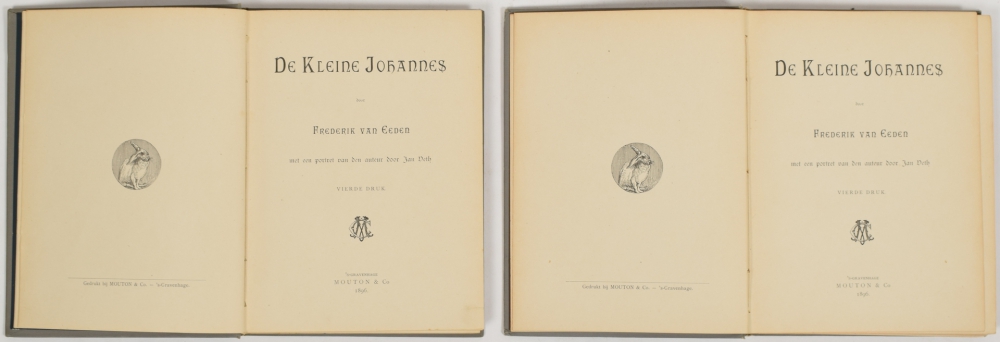 Gedrukt bij MOUTON & Co. — 's-Gravenhage.
DE KLEINE JOHANNES
door
FREDERIK VAN EEDEN
met een portret van den auteur door Jan Veth
VIERDE DRUK
'S-GRAVENHAGE
MOUTON & Co
1898.
Gedrukt bij MOUTON & Co. — 's-Gravenhage.
DE KLEINE JOHANNES
door
FREDERIK VAN EEDEN
met een portret van den auteur door Jan Veth
VIERDE DRUK
'S-GRAVENHAGE
MOUTON & Co
1898.